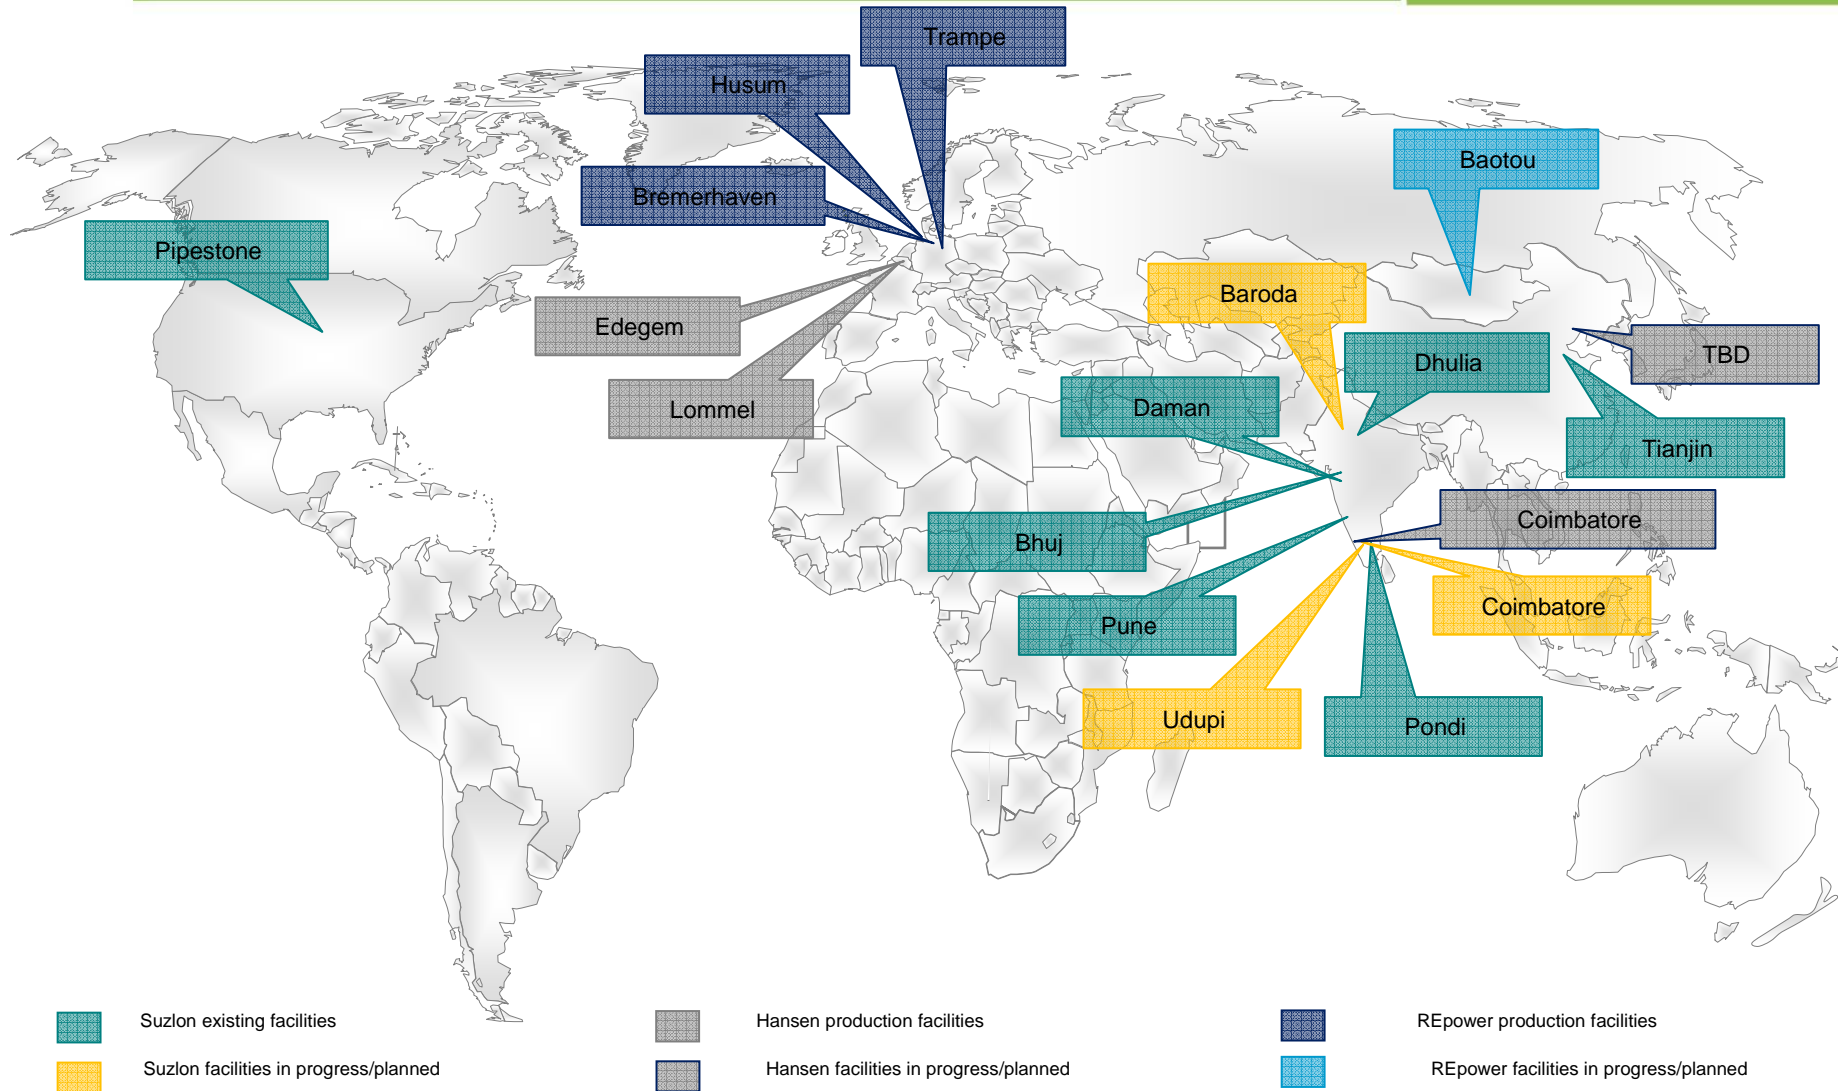 Trampe
Husum
Baotou
Bremerhaven
Pipestone
Baroda
Edegem
TBD
Dhulia
Lommel
Daman
Tianjin
Coimbatore
Bhuj
Coimbatore
Pune
Udupi
Pondi
Suzlon existing facilities
Hansen production facilities
REpower production facilities
Suzlon facilities in progress/planned
Hansen facilities in progress/planned
REpower facilities in progress/planned